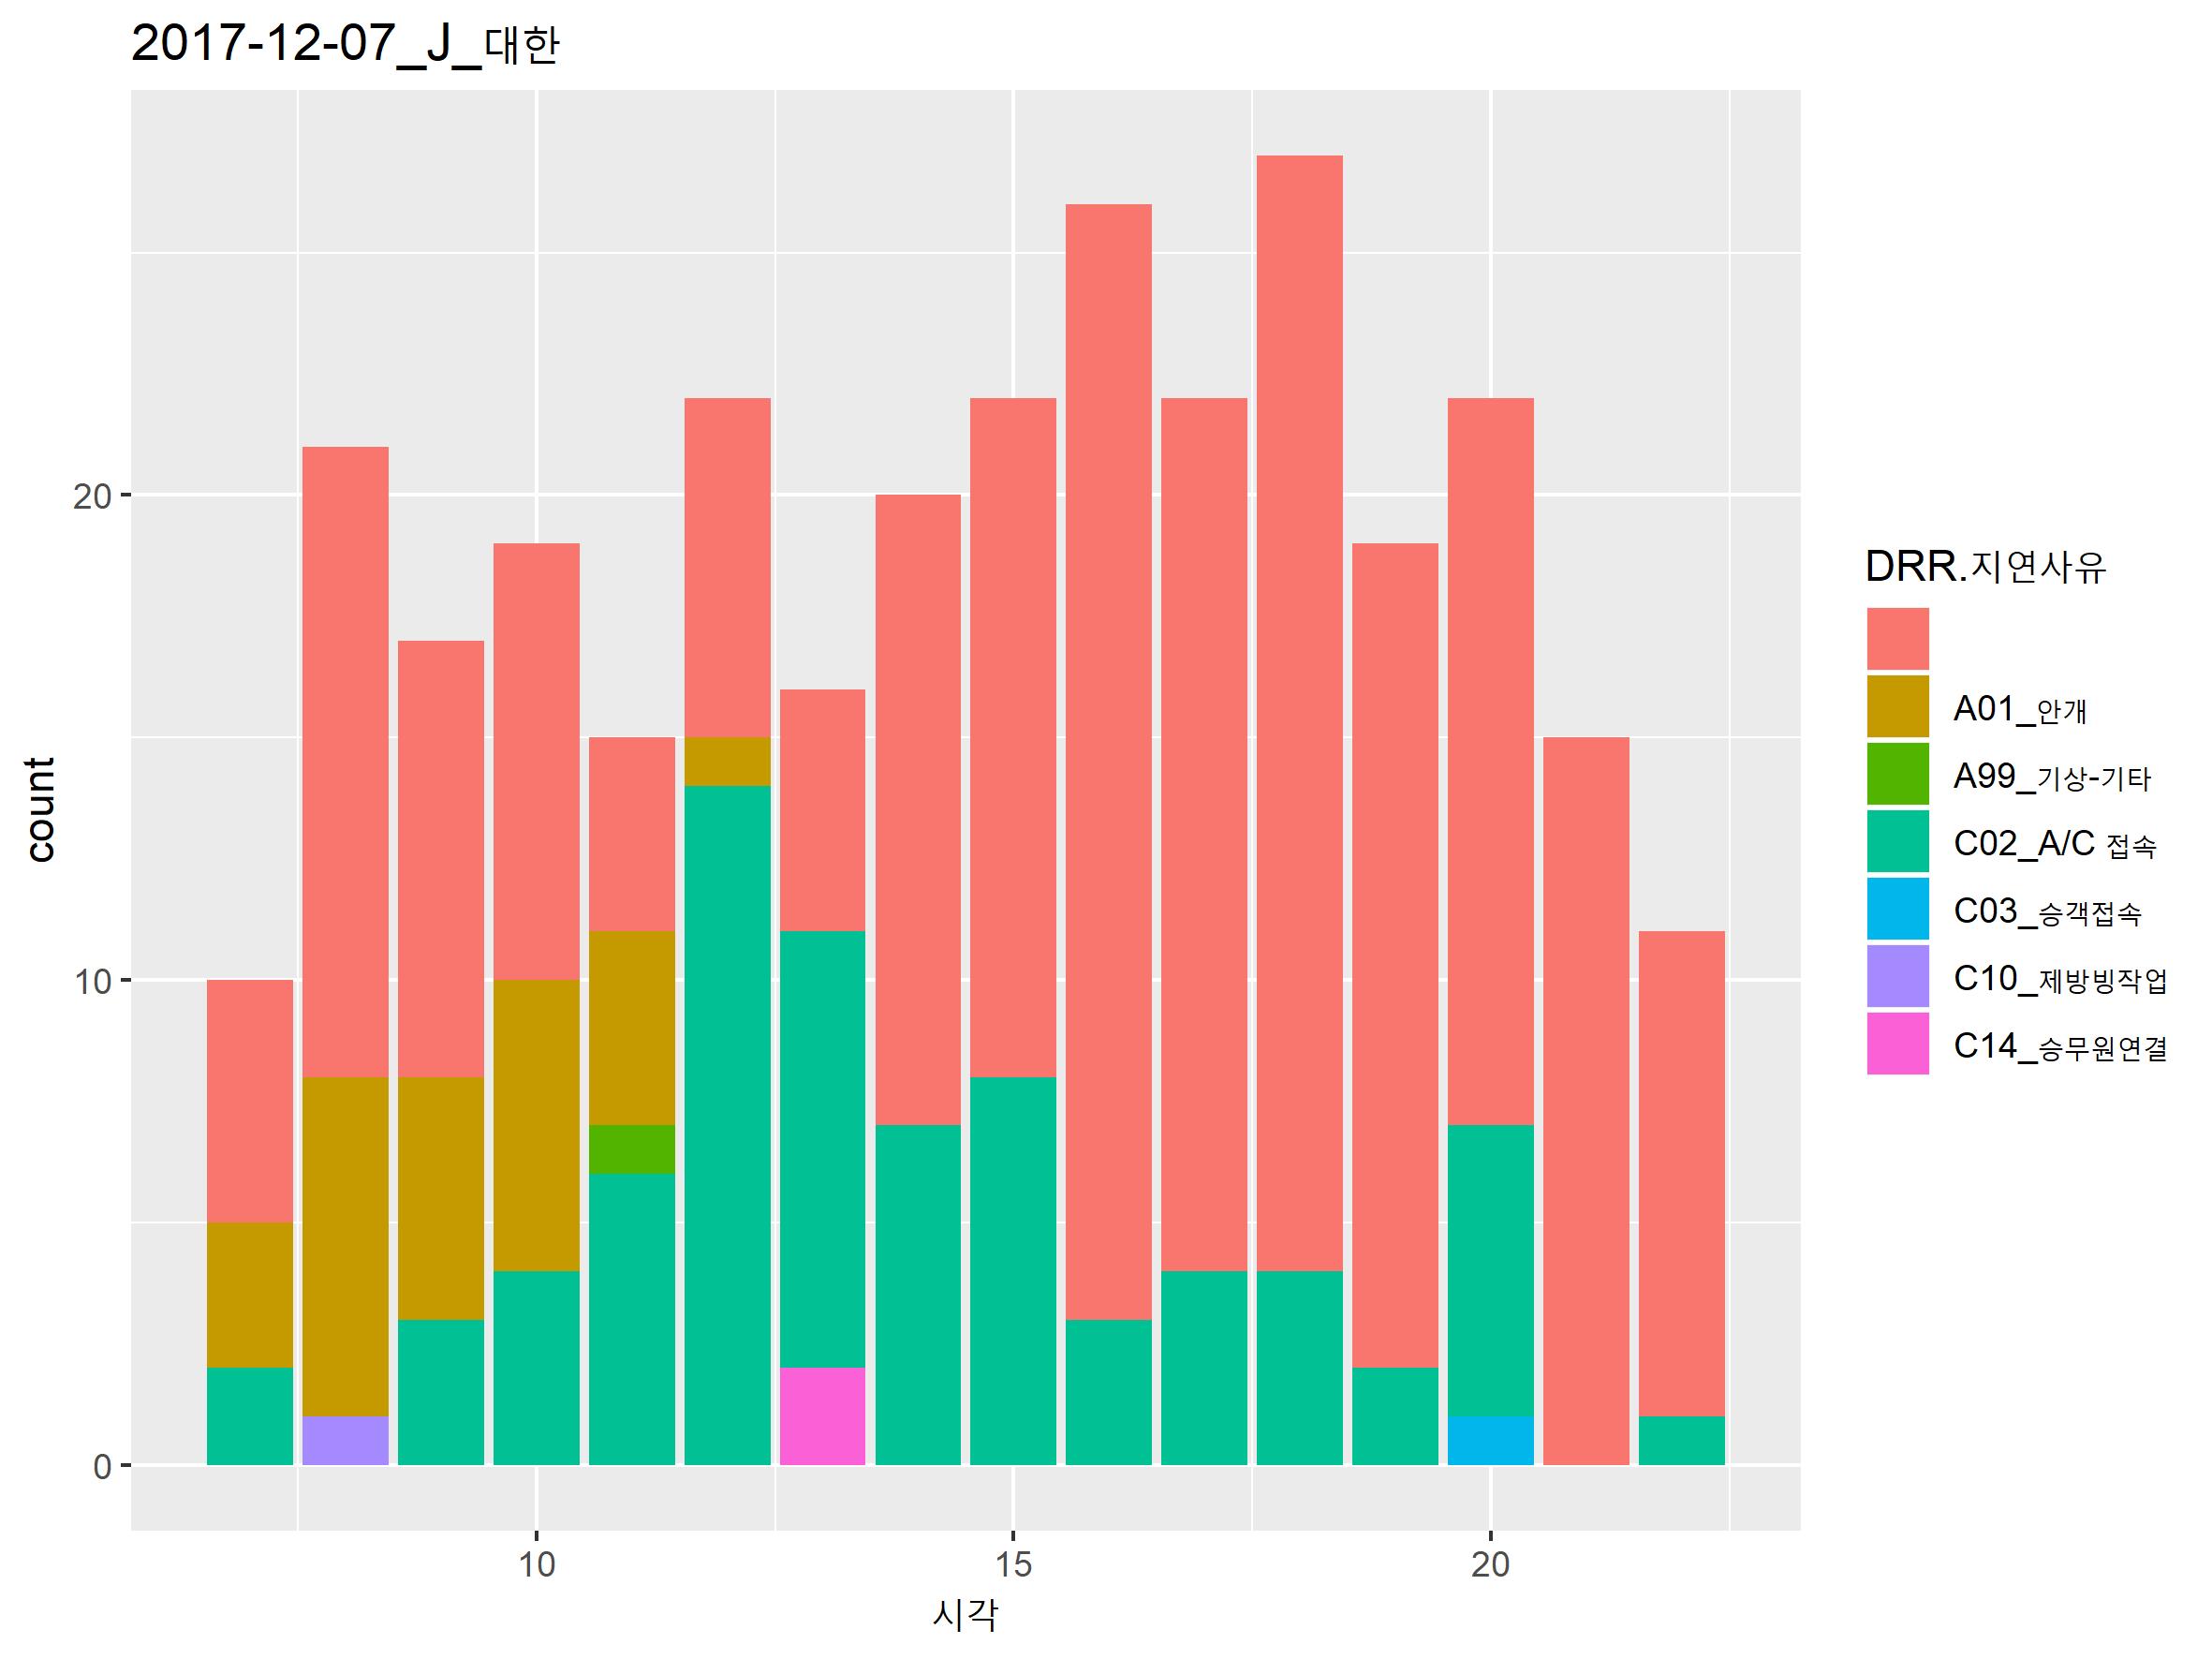 2017-12-07_J_대한
count
20
10
0
10
15
20
시각
DRR.지연사유
A01_안개
A99_기상-기타
C02_A/C 접속
C03_승객접속
C10_제방빙작업
C14_승무원연결